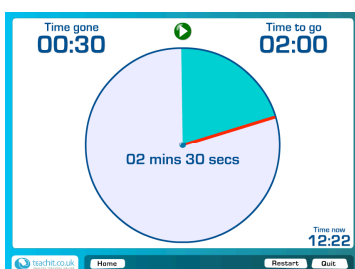 Time gone
00:30
Time to go
02:00
02 mins 30 secs
Time now
12:22
teachit.co.uk
Home
Restart
Quit